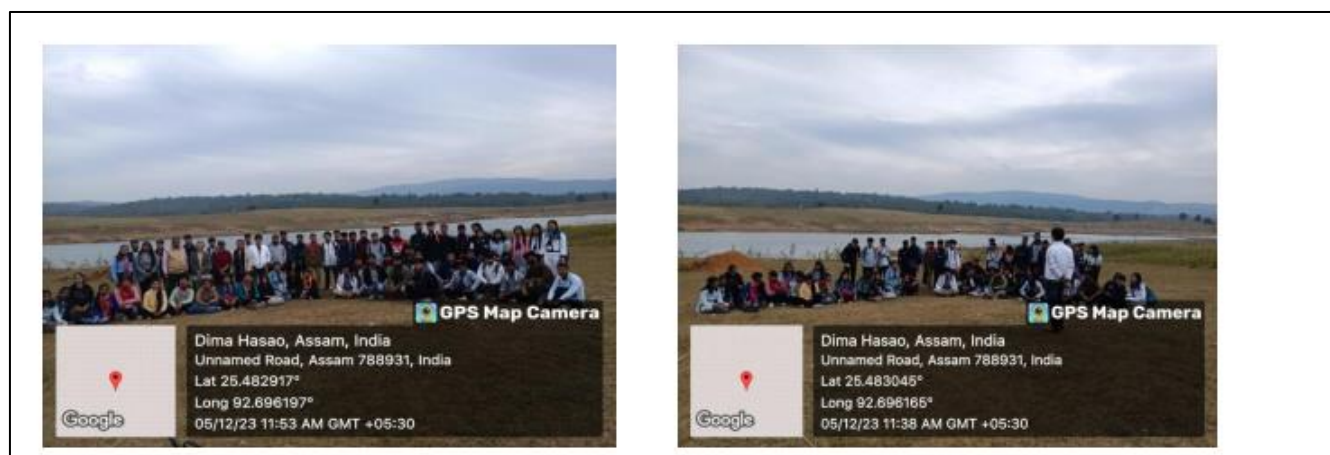 GPS Map Camera
Dima Hasao, Assam, India
Unnamed Road, Assam 788931, India
Lat 25.482917°
Long 92.696197°
05/12/23 11:53 AM GMT +05:30
Google
GPS Map Camera
Dima Hasao, Assam, India
Unnamed Road, Assam 788931, India
Lat 25.483045°
Long 92.696165°
05/12/23 11:38 AM GMT +05:30
Google